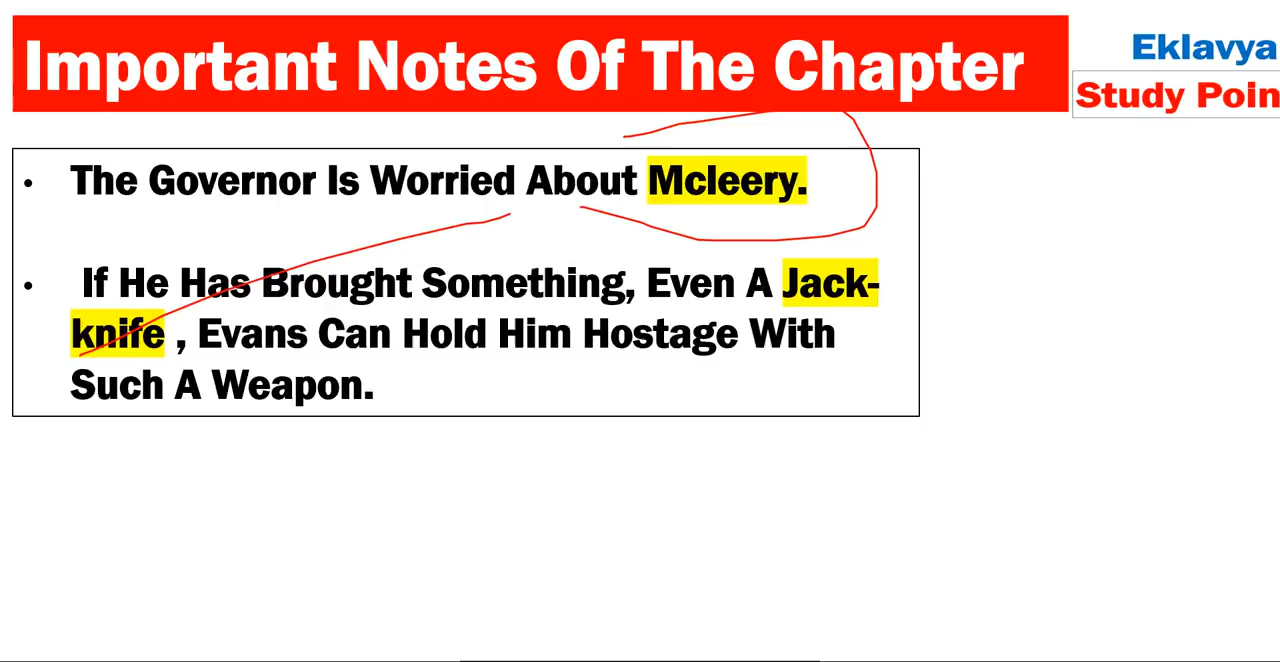 Important Notes Of The Chapter
Eklavya
Study Poin
• The Governor Is Worried About Mcleery.
• If He Has Brought Something, Even A Jack-
knife , Evans Can Hold Him Hostage With
Such A Weapon.